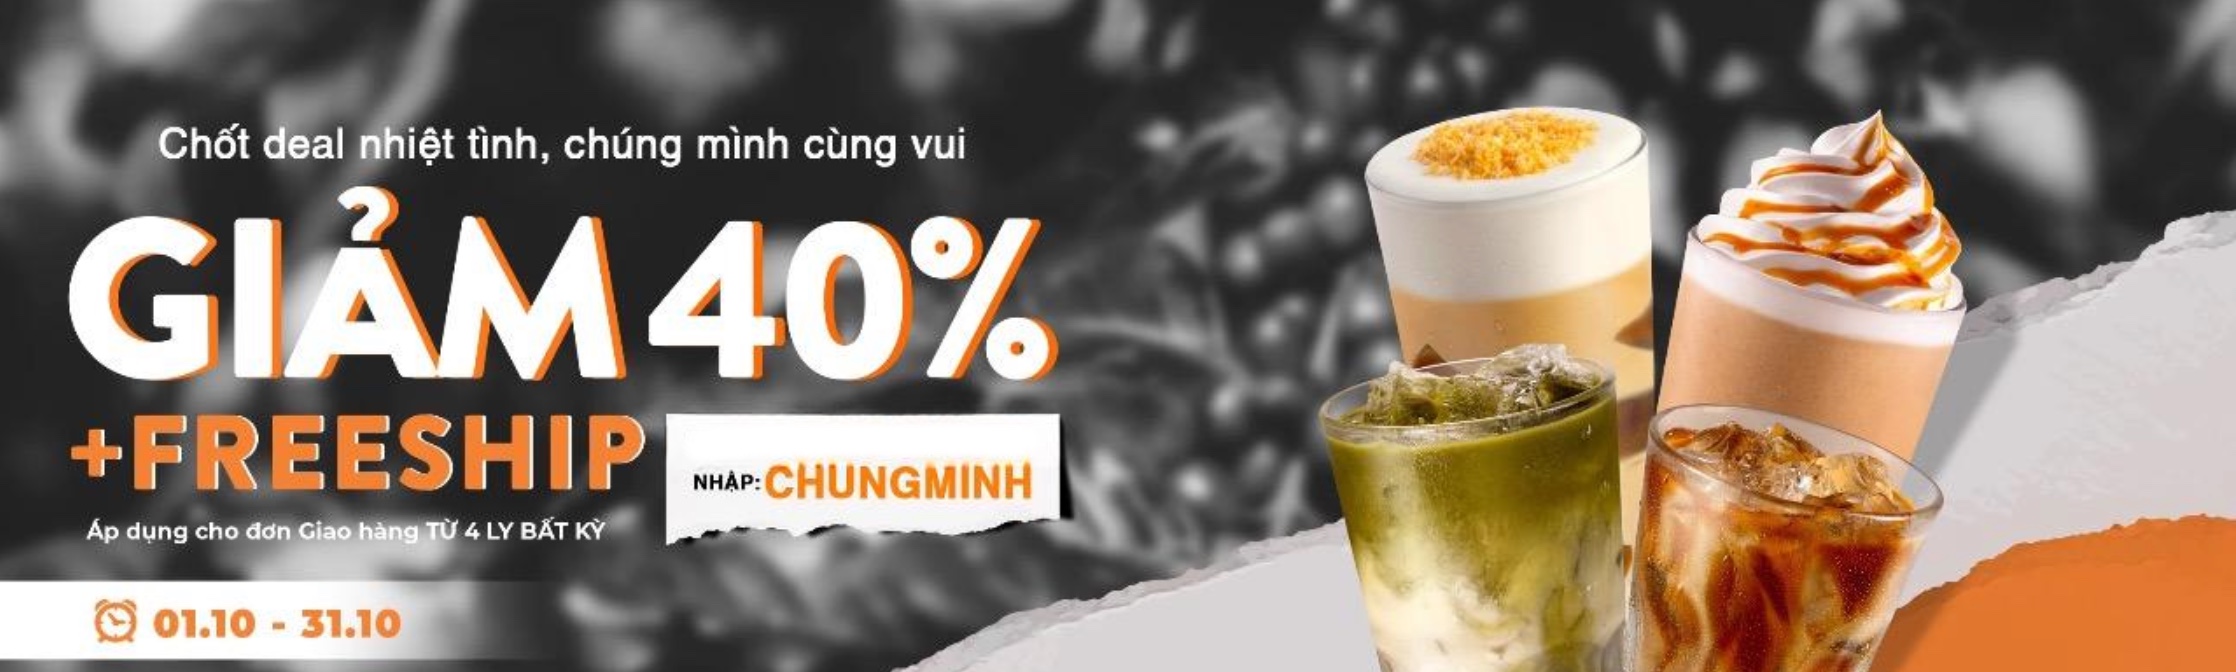 Chốt deal nhiệt tình, chúng mình cùng vui
GIẢM 40%
+FREESHIP
NHẬP: CHUNGMINH
Áp dụng cho đơn Giao hàng TỪ 4 LY BẤT KỲ
01.10 - 31.10